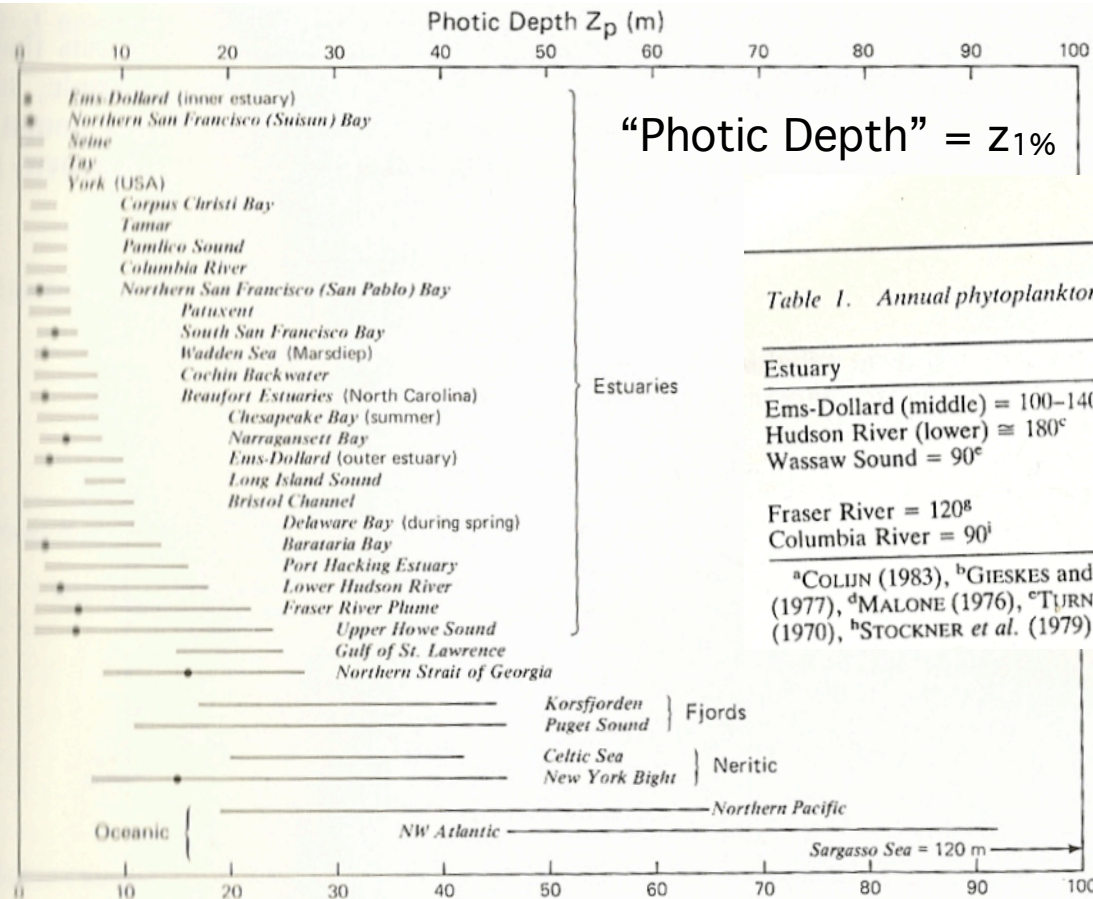 Photic Depth Zp (m)
0 10 20 30 40 50 60 70 80 90 100
Ems-Dollard (inner estuary)
Northern San Francisco (Suisun) Bay
Seine
Tay
York (USA)
Corpus Christi Bay
Tamar
Pamlico Sound
Columbia River
Northern San Francisco (San Pablo) Bay
Patuxent
South San Francisco Bay
Wadden Sea (Marsdiep)
Cochin Backwater
Beaufort Estuaries (North Carolina)
Chesapeake Bay (summer)
Narragansett Bay
Ems-Dollard (outer estuary)
Long Island Sound
Bristol Channel
Delaware Bay (during spring)
Barataria Bay
Port Hacking Estuary
Lower Hudson River
Fraser River Plume
Upper Howe Sound
Estuaries
Gulf of St. Lawrence
Northern Strait of Georgia
Korsfjorden
Puget Sound
Fjords
Celtic Sea
New York Bight
Neritic
Oceanic
Northern Pacific
NW Atlantic
Sargasso Sea = 120 m
0 10 20 30 40 50 60 70 80 90 100
“Photic Depth” = z1%
Table 1. Annual phytoplankton
Estuary
Ems-Dollard (middle) = 100–140
Hudson River (lower) ≅ 180ᶜ
Wassaw Sound = 90ᵉ
Fraser River = 120ᵍ
Columbia River = 90ⁱ
ᵃCOLIJN (1983), ᵇGIESKES and
(1977), ᵈMALONE (1976), ᵉTURN
(1970), ʰSTOCKNER et al. (1979)